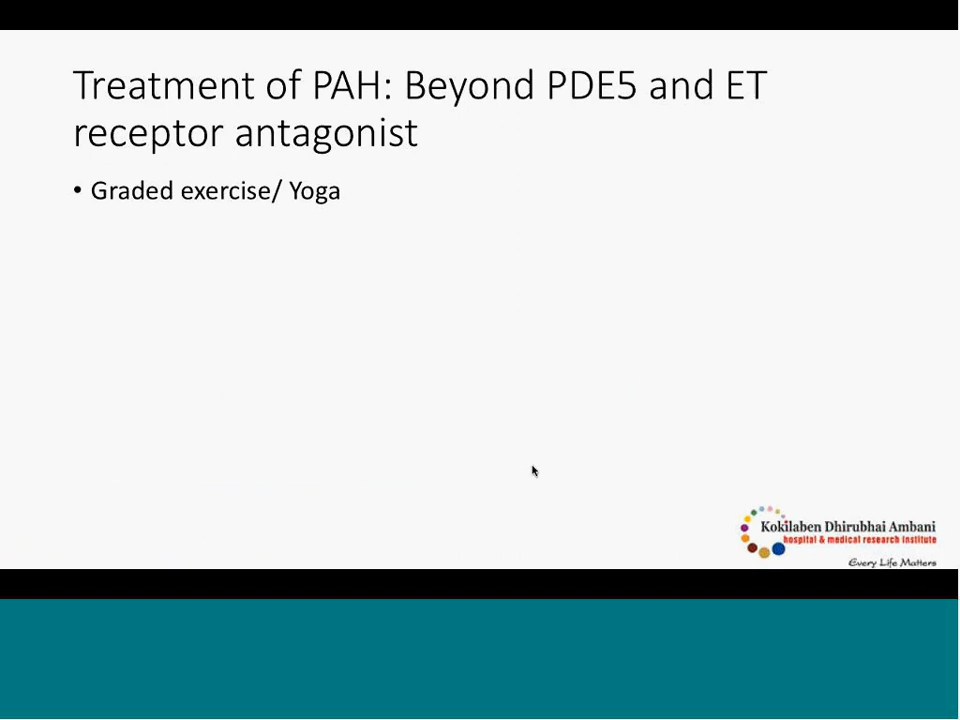 Treatment of PAH: Beyond PDE5 and ET
receptor antagonist
• Graded exercise/ Yoga
Kokilaben Dhirubhai Ambani
hospital & medical research institute
Every Life Matters